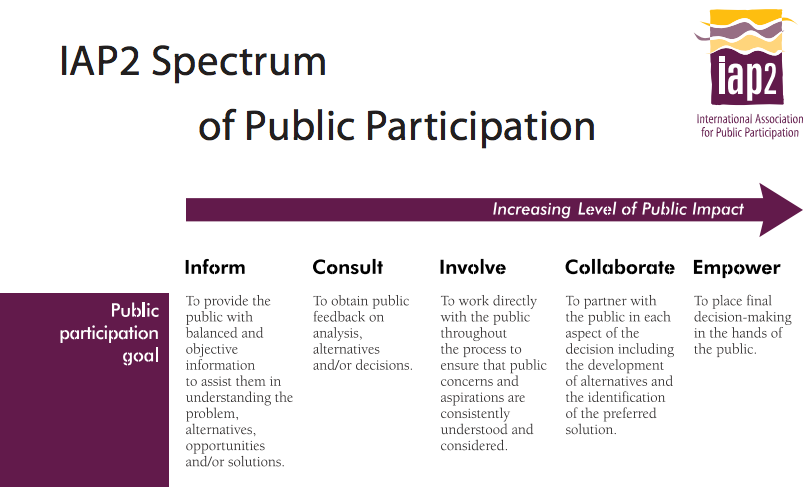 IAP2 Spectrum
of Public Participation
iap2
International Association
for Public Participation
Increasing Level of Public Impact
Public
participation
goal
Inform
To provide the
public with
balanced and
objective
information
to assist them in
understanding the
problem,
alternatives,
opportunities
and/or solutions.
Consult
To obtain public
feedback on
analysis,
alternatives
and/or decisions.
Involve
To work directly
with the public
throughout
the process to
ensure that public
concerns and
aspirations are
consistently
understood and
considered.
Collaborate
To partner with
the public in each
aspect of the
decision including
the development
of alternatives and
the identification
of the preferred
solution.
Empower
To place final
decision-making
in the hands of
the public.